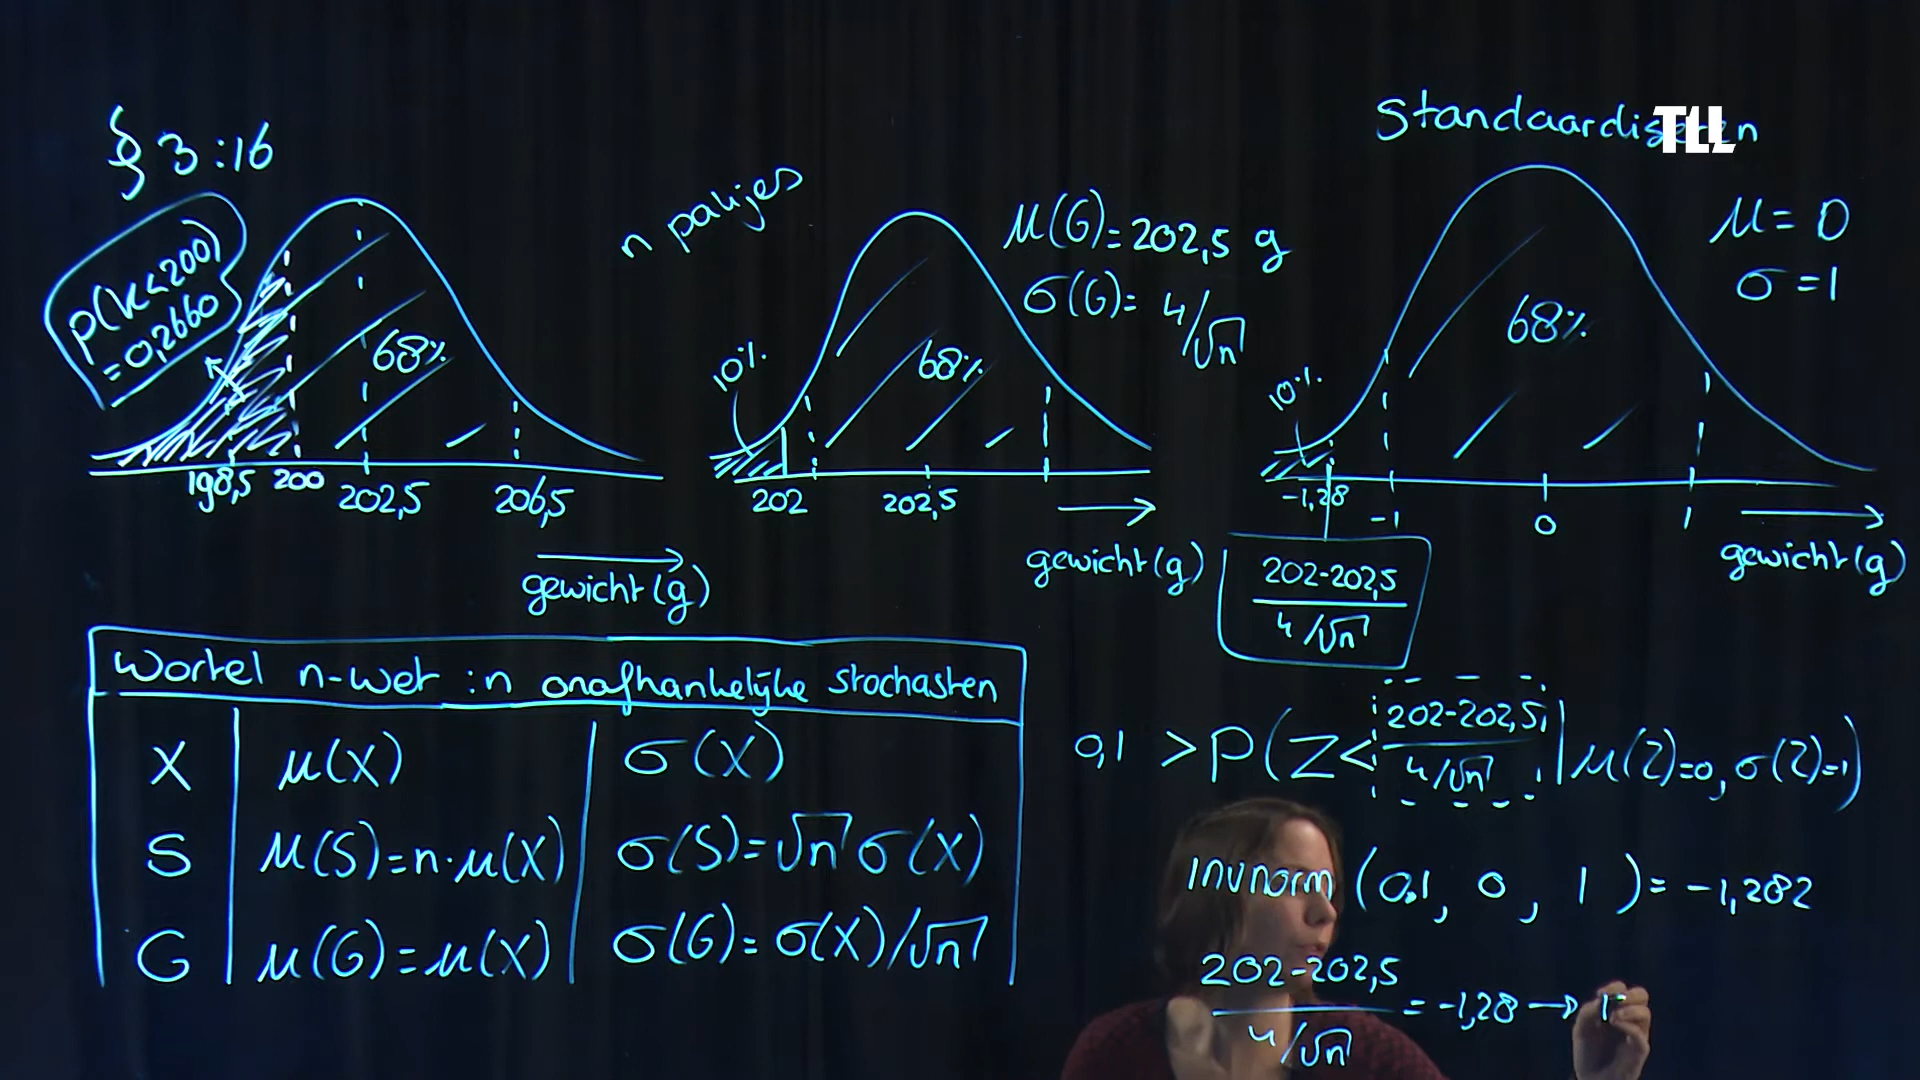 § 3:16
p(k<200)
=0,2660
68%
198,5 200 202,5 206,5
gewicht (g)
n pakjes
μ(G)=202,5 g
σ(G)= 4/√n
10%
68%
202 202,5
gewicht (g)
Standaardiseren
TLL
μ= 0
σ =1
68%
10%
-1,28 -1 0 1
gewicht (g)
202-202,5
4/√n
Wortel n-wet :n onafhankelijke stochasten
X μ(X) σ(X)
S μ(S)=n·μ(X) σ(S)=√n σ(X)
G μ(G)=μ(X) σ(G)= σ(X)/√n
0,1 >P(Z< 202-202,5 / 4/√n | μ(Z)=0, σ(Z)=1)
invnorm (0.1, 0, 1)= -1,282
202-202,5
4/√n = -1,28 →